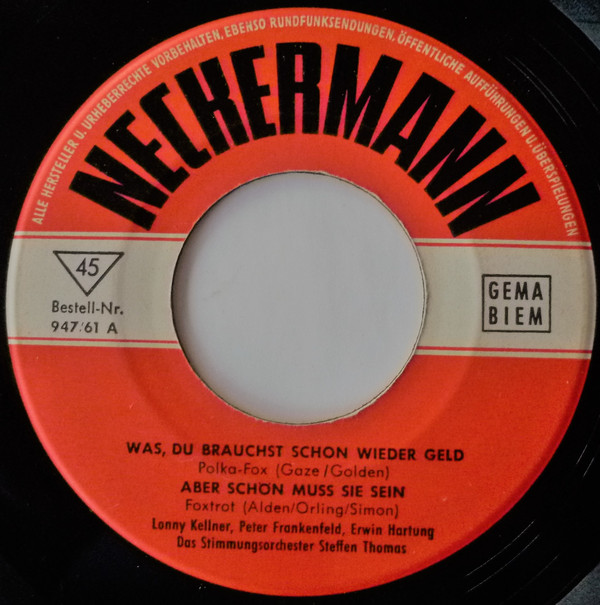 ALLE HERSTELLER U. URHEBERRECHTE VORBEHALTEN, EBENSO RUNDFUNKSENDUNGEN, ÖFFENTLICHE AUFFÜHRUNGEN U. ÜBERSPIELUNGEN
NECKERMANN
45
Bestell-Nr.
947/61 A
GEMA
BIEM
WAS, DU BRAUCHST SCHON WIEDER GELD
Polka-Fox (Gaze/Golden)
ABER SCHÖN MUSS SIE SEIN
Foxtrot (Alden/Orling/Simon)
Lonny Kellner, Peter Frankenfeld, Erwin Hartung
Das Stimmungsorchester Steffen Thomas